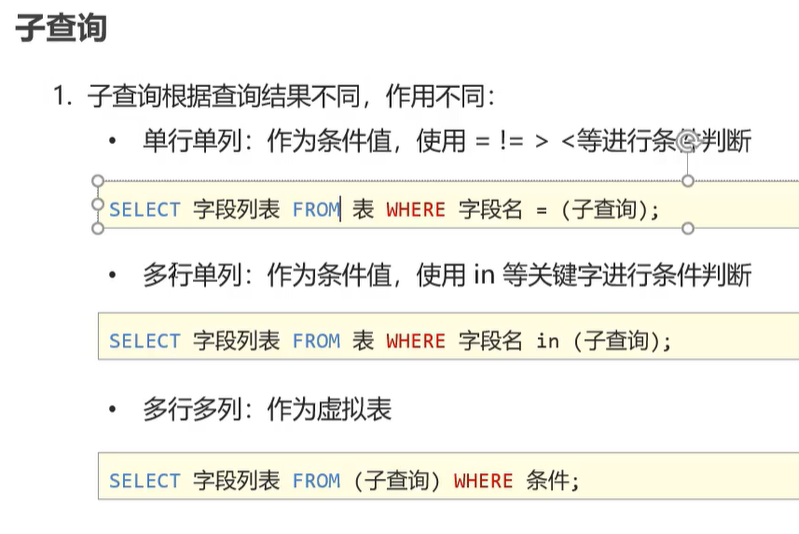 子查询
1. 子查询根据查询结果不同，作用不同：
• 单行单列：作为条件值，使用 = != > <等进行条件判断
SELECT 字段列表 FROM 表 WHERE 字段名 = (子查询);
• 多行单列：作为条件值，使用 in 等关键字进行条件判断
SELECT 字段列表 FROM 表 WHERE 字段名 in (子查询);
• 多行多列：作为虚拟表
SELECT 字段列表 FROM (子查询) WHERE 条件;